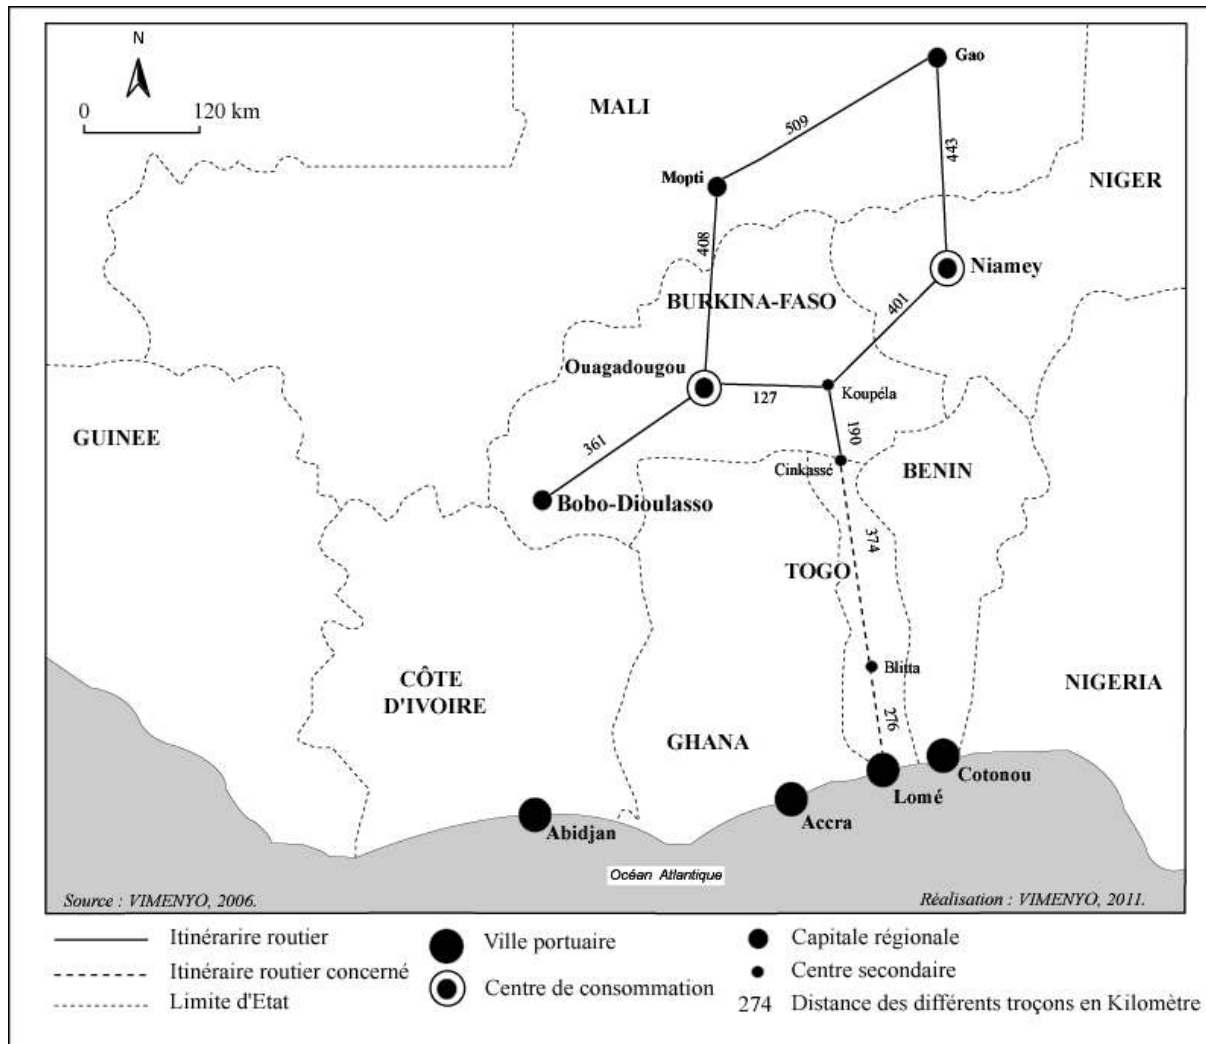 N
0 120 km
MALI
Gao
509
443
Mopti
NIGER
408
Niamey
BURKINA-FASO
401
Ouagadougou
127
Koupéla
GUINEE
361
190
Cinkassé
BENIN
Bobo-Dioulasso
374
TOGO
Blitta
CÔTE
D'IVOIRE
NIGERIA
276
GHANA
Cotonou
Lomé
Accra
Abidjan
Océan Atlantique
Source : VIMENYO, 2006.
Réalisation : VIMENYO, 2011.
Itinérarire routier
Ville portuaire
Capitale régionale
Itinéraire routier concerné
Centre de consommation
Centre secondaire
Limite d'Etat
274 Distance des différents troçons en Kilomètre